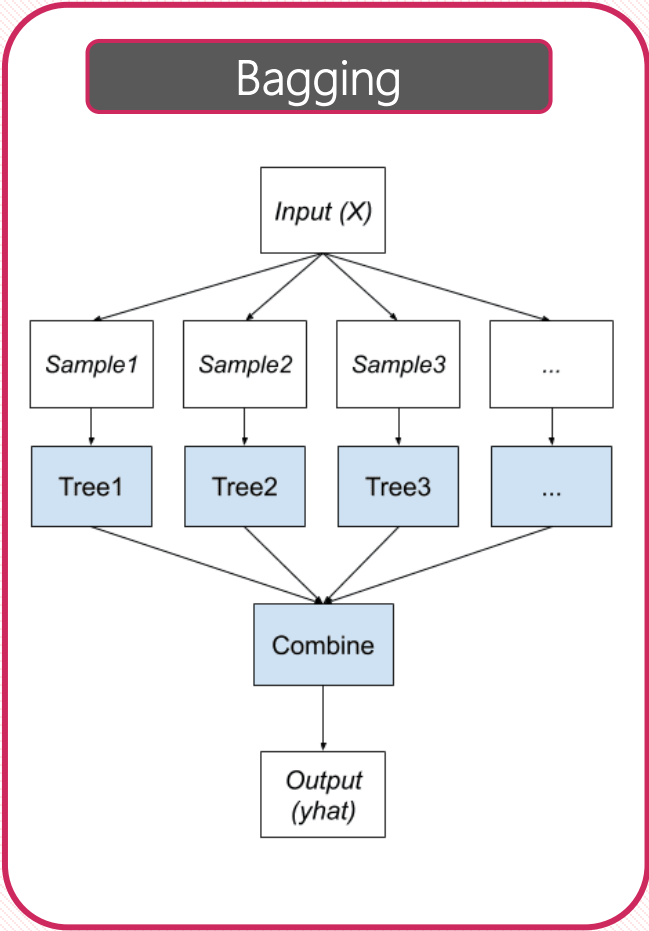 Bagging
Input (X)
Sample1
Sample2
Sample3
...
Tree1
Tree2
Tree3
...
Combine
Output
(yhat)